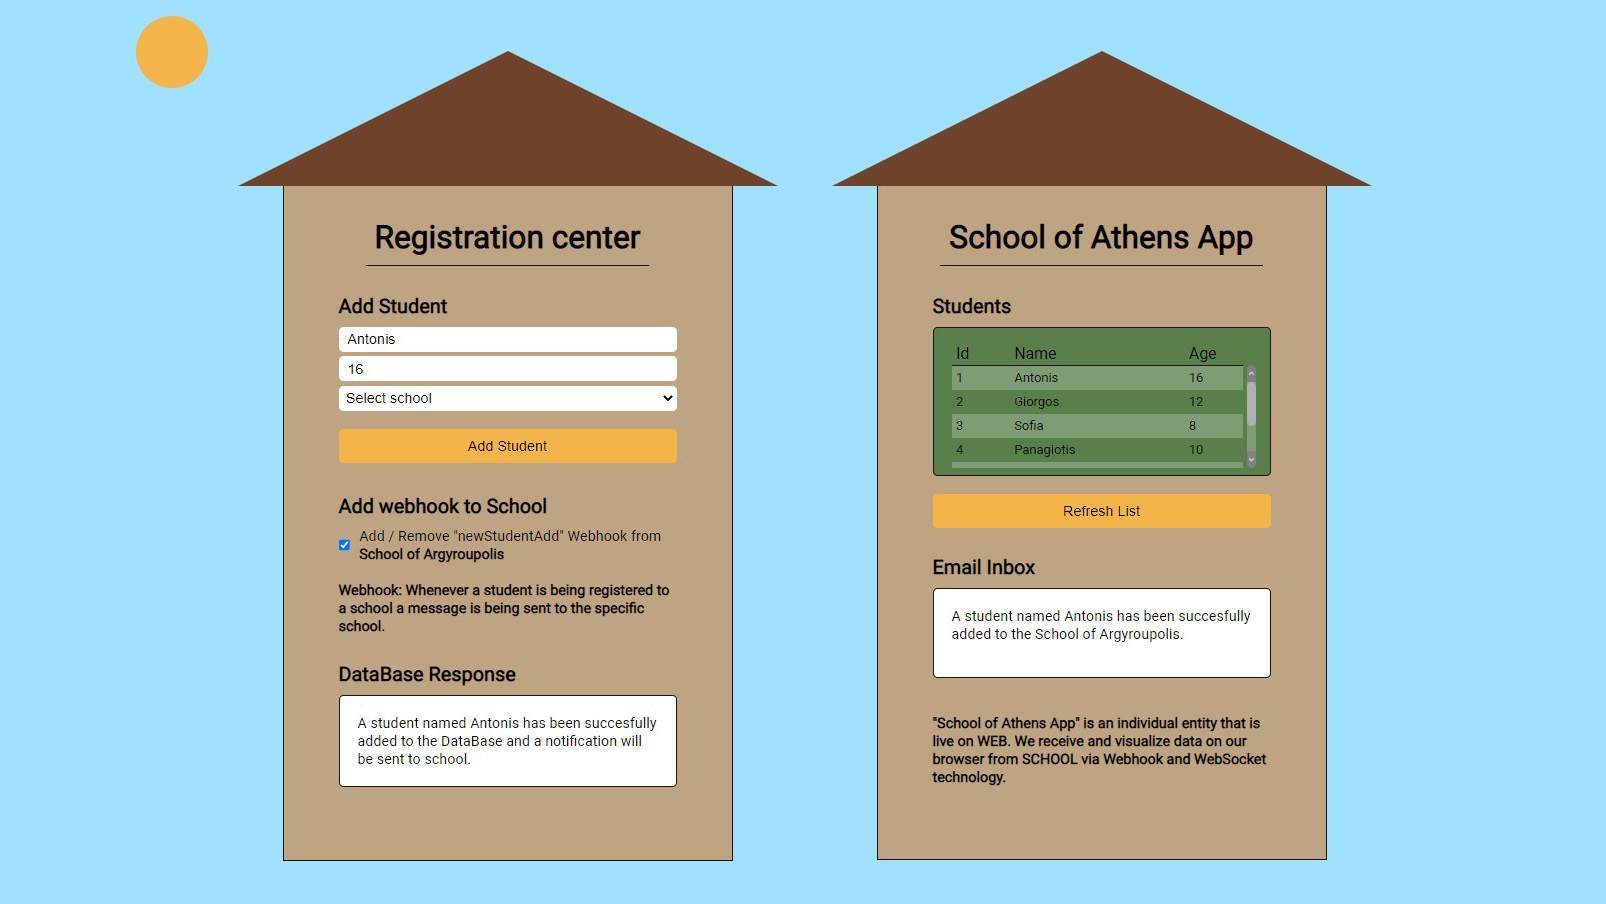 Registration center
Add Student
Antonis
16
Select school
Add Student
Add webhook to School
Add / Remove "newStudentAdd" Webhook from
School of Argyroupolis
Webhook: Whenever a student is being registered to
a school a message is being sent to the specific
school.
DataBase Response
A student named Antonis has been succesfully
added to the DataBase and a notification will
be sent to school.
School of Athens App
Students
Id Name Age
1 Antonis 16
2 Giorgos 12
3 Sofia 8
4 Panagiotis 10
Refresh List
Email Inbox
A student named Antonis has been succesfully
added to the School of Argyroupolis.
"School of Athens App" is an individual entity that is
live on WEB. We receive and visualize data on our
browser from SCHOOL via Webhook and WebSocket
technology.